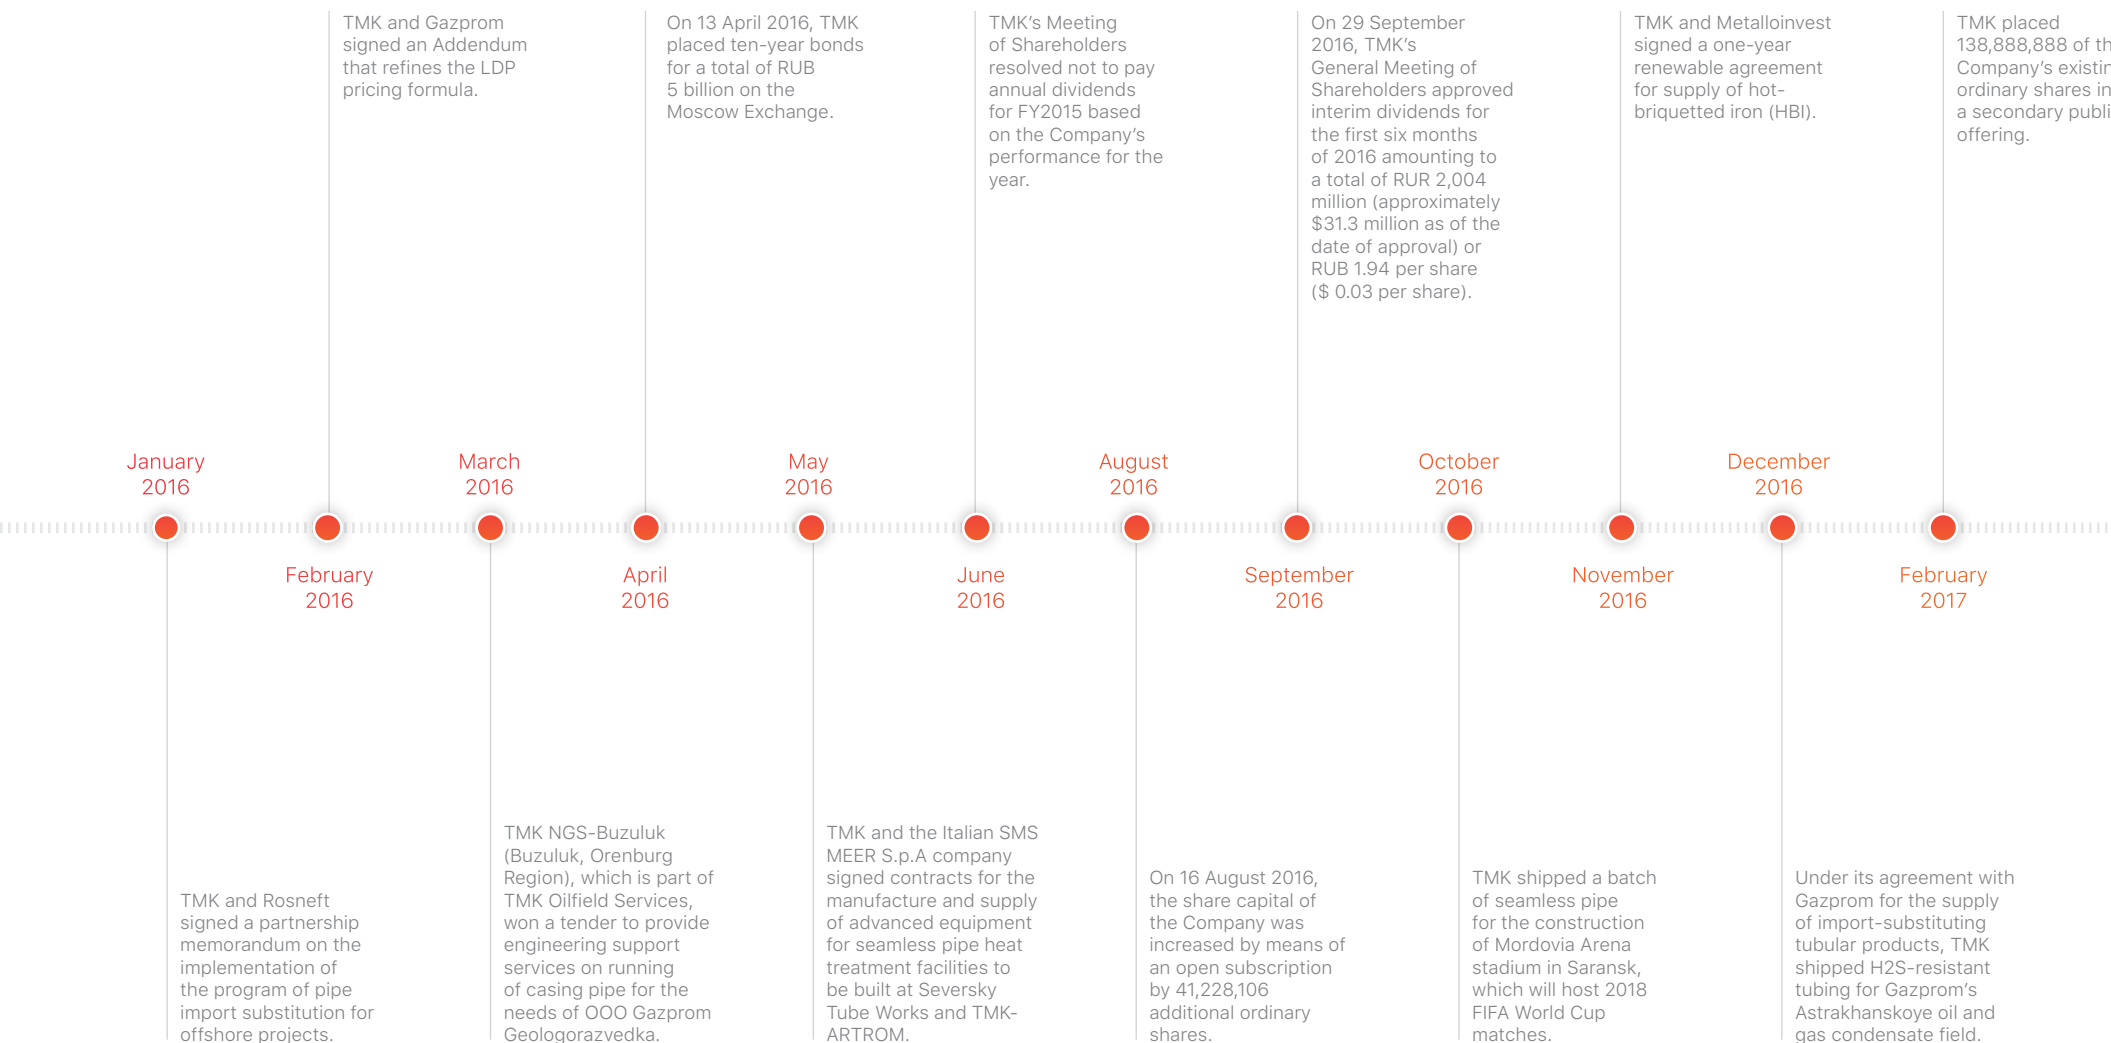 TMK and Gazprom
signed an Addendum
that refines the LDP
pricing formula.
On 13 April 2016, TMK
placed ten-year bonds
for a total of RUB
5 billion on the
Moscow Exchange.
TMK's Meeting
of Shareholders
resolved not to pay
annual dividends
for FY2015 based
on the Company's
performance for the
year.
On 29 September
2016, TMK's
General Meeting of
Shareholders approved
interim dividends for
the first six months
of 2016 amounting to
a total of RUR 2,004
million (approximately
$31.3 million as of the
date of approval) or
RUB 1.94 per share
($ 0.03 per share).
TMK and Metalloinvest
signed a one-year
renewable agreement
for supply of hot-
briquetted iron (HBI).
TMK placed
138,888,888 of
Company's
ordinary shares in
a secondary
offering.
January
2016
March
2016
May
2016
August
2016
October
2016
December
2016
February
2016
April
2016
June
2016
September
2016
November
2016
February
2017
TMK and Rosneft
signed a partnership
memorandum on the
implementation of
the program of pipe
import substitution for
offshore projects.
TMK NGS-Buzuluk
(Buzuluk, Orenburg
Region), which is part of
TMK Oilfield Services,
won a tender to provide
engineering support
services on running
of casing pipe for the
needs of OOO Gazprom
Geologorazvedka.
TMK and the Italian SMS
MEER S.p.A company
signed contracts for the
manufacture and supply
of advanced equipment
for seamless pipe heat
treatment facilities to
be built at Seversky
Tube Works and TMK-
ARTROM.
On 16 August 2016,
the share capital of
the Company was
increased by means of
an open subscription
by 41,228,106
additional ordinary
shares.
TMK shipped a batch
of seamless pipe
for the construction
of Mordovia Arena
stadium in Saransk,
which will host 2018
FIFA World Cup
matches.
Under its agreement with
Gazprom for the supply
of import-substituting
tubular products, TMK
shipped H2S-resistant
tubing for Gazprom's
Astrakhanskoye oil and
gas condensate field.